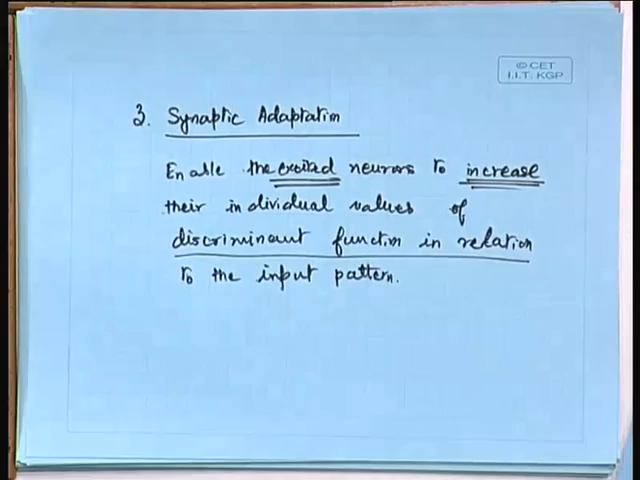 © CET
I.I.T. KGP
3. Synaptic Adaptation
Enable the excited neurons to increase
their individual values of
discriminant function in relation
to the input pattern.